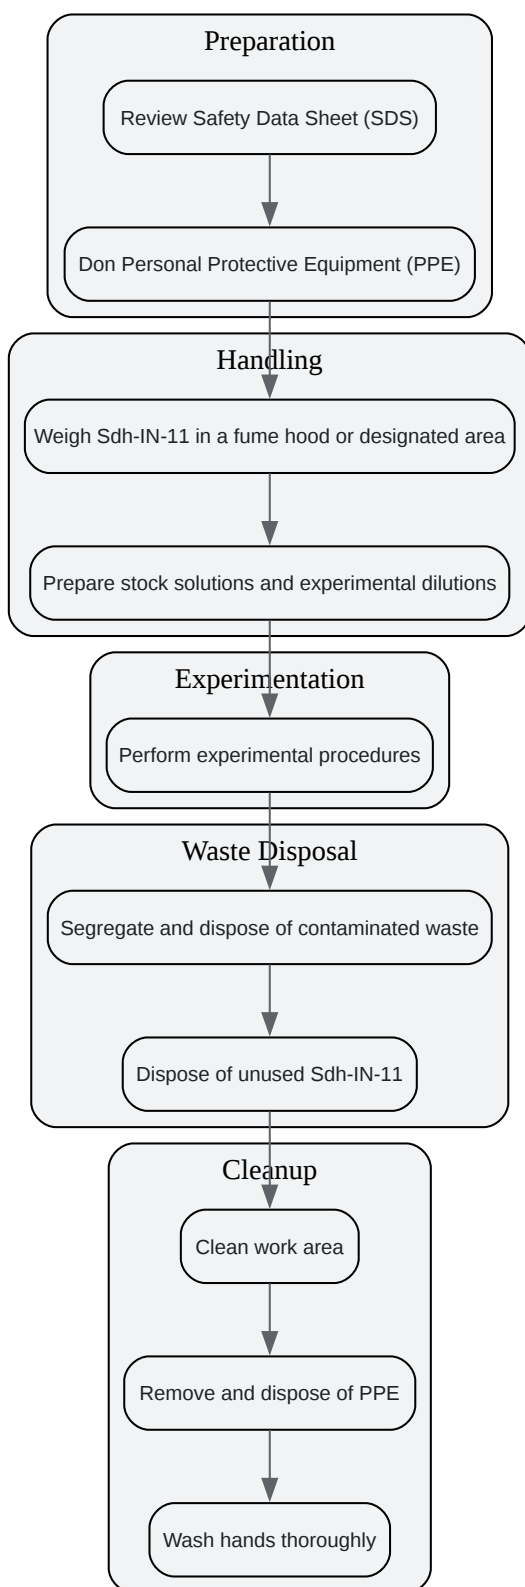 Preparation
Review Safety Data Sheet (SDS)
Don Personal Protective Equipment (PPE)
Handling
Weigh Sdh-IN-11 in a fume hood or designated area
Prepare stock solutions and experimental dilutions
Experimentation
Perform experimental procedures
Waste Disposal
Segregate and dispose of contaminated waste
Dispose of unused Sdh-IN-11
Cleanup
Clean work area
Remove and dispose of PPE
Wash hands thoroughly